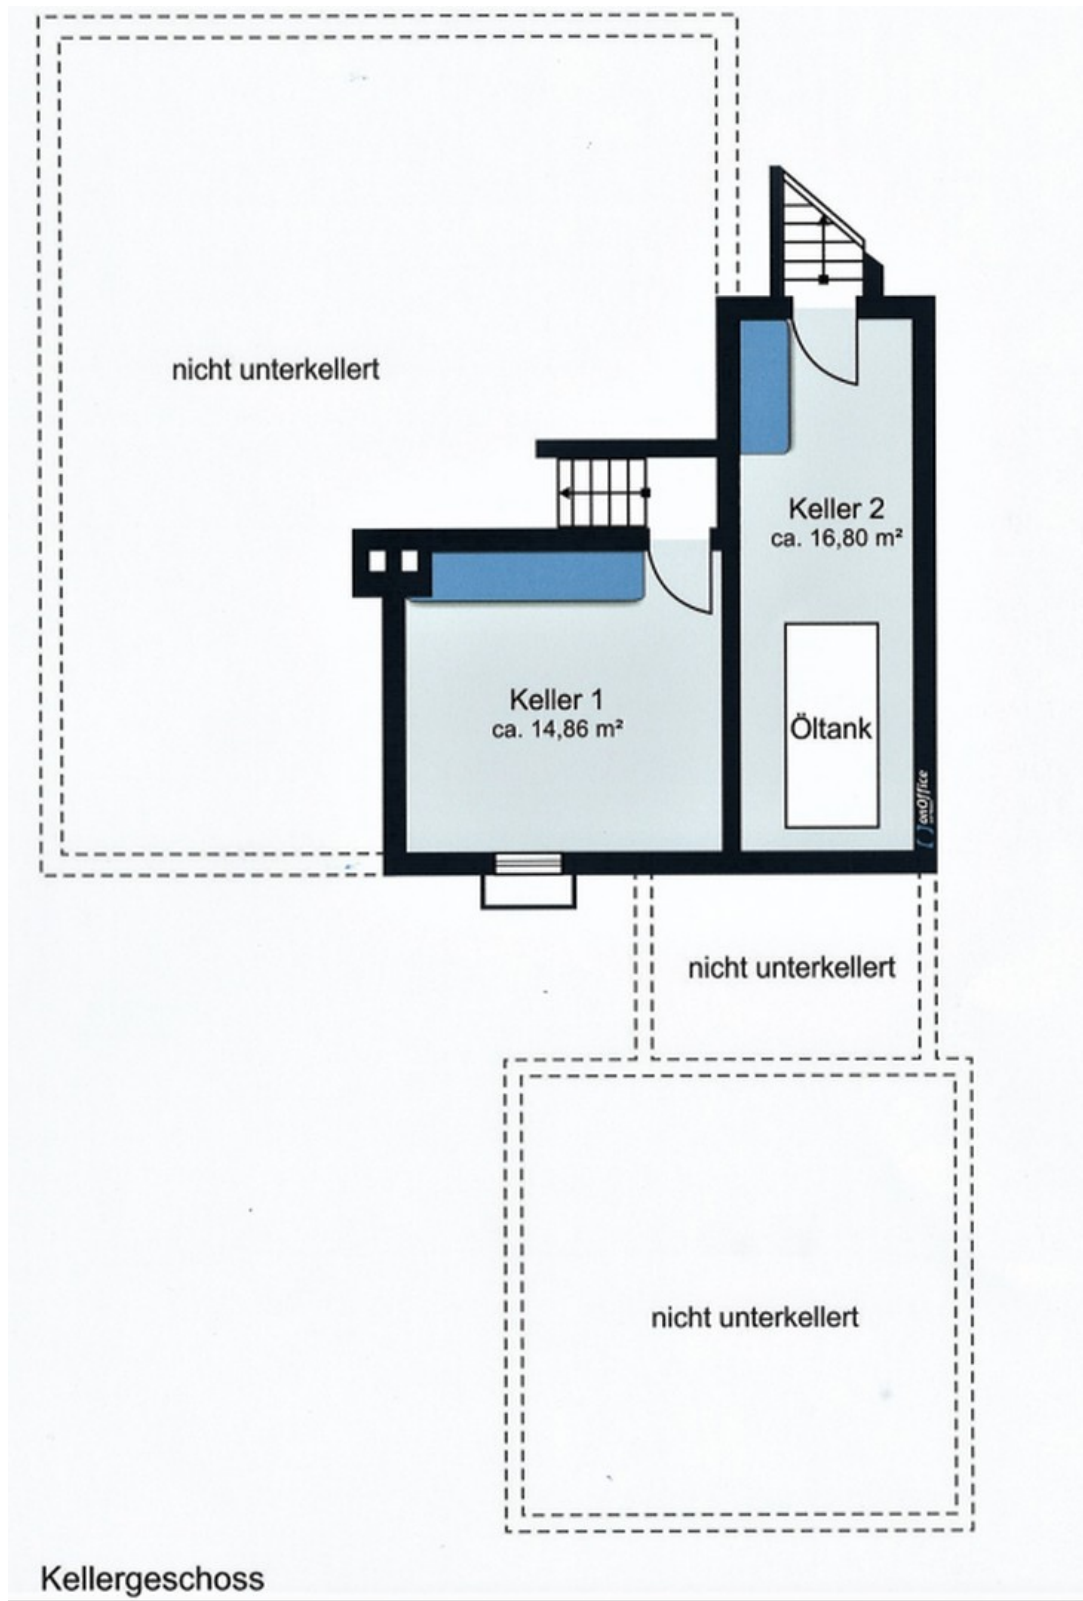 nicht unterkellert
Keller 2
ca. 16,80 m²
Keller 1
ca. 14,86 m²
Öltank
onOffice
nicht unterkellert
nicht unterkellert
Kellergeschoss